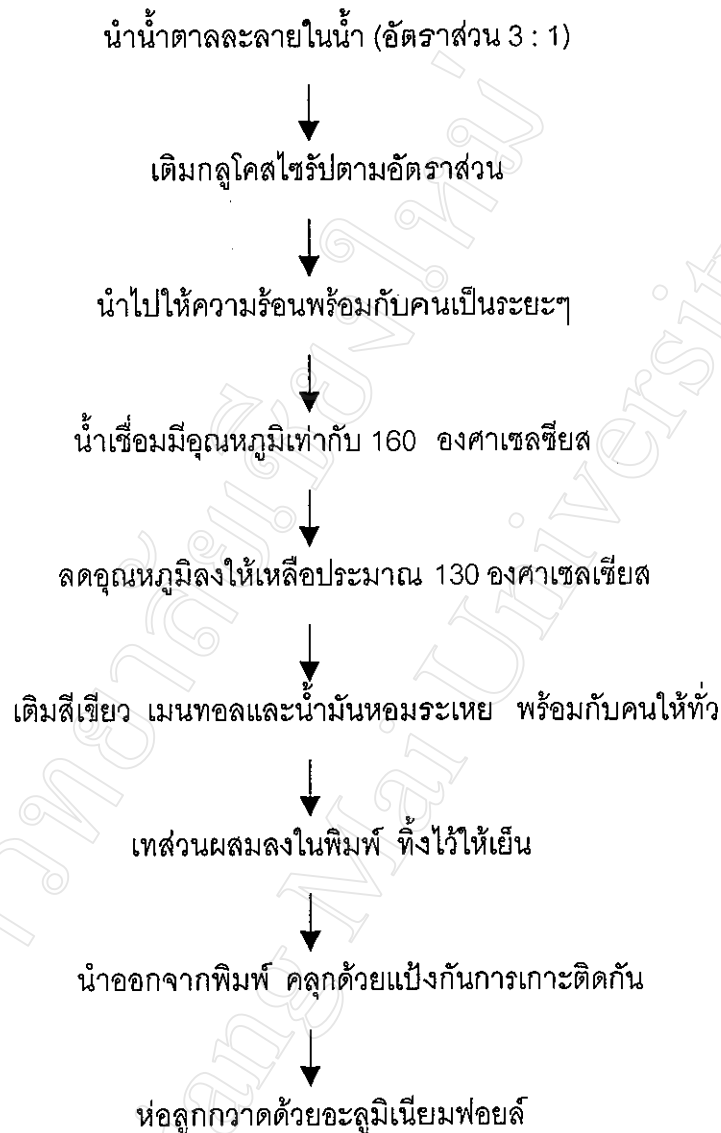 นำน้ำตาลละลายในน้ำ (อัตราส่วน 3 : 1)
เติมกลูโคสไซรัปตามอัตราส่วน
นำไปให้ความร้อนพร้อมกับคนเป็นระยะๆ
น้ำเชื่อมมีอุณหภูมิเท่ากับ 160 องศาเซลซียส
ลดอุณหภูมิลงให้เหลือประมาณ 130 องศาเซลเซียส
เติมสีเขียว เมนทอลและน้ำมันหอมระเหย พร้อมกับคนให้ทั่ว
เทส่วนผสมลงในพิมพ์ ทิ้งไว้ให้เย็น
นำออกจากพิมพ์ คลุกด้วยแป้งกันการเกาะติดกัน
ห่อลูกกวาดด้วยอะลูมิเนียมฟอยล์